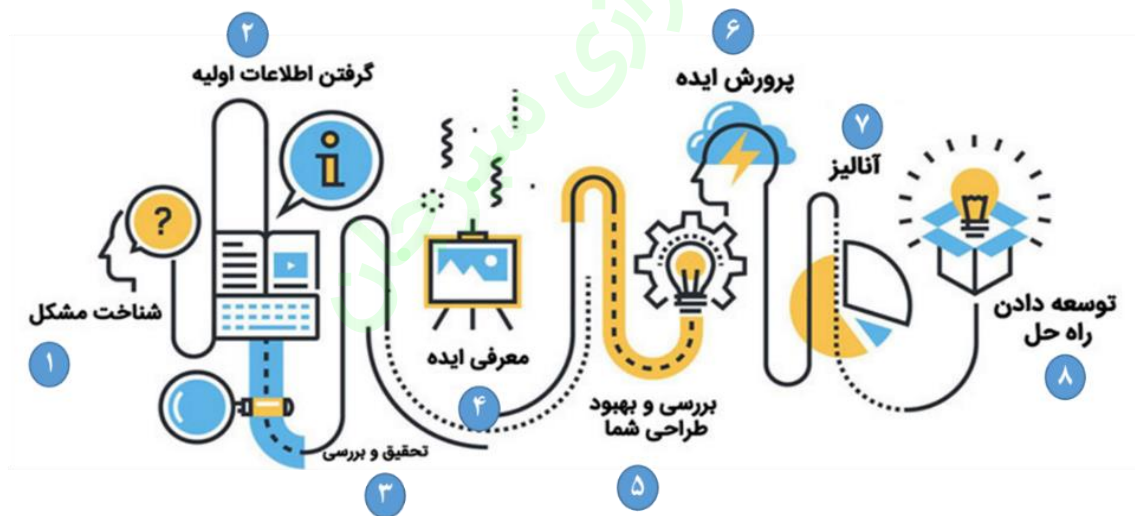 ۱
شناخت مشکل
۲
گرفتن اطلاعات اولیه
i
?
۳
تحقیق و بررسی
۴
معرفی ایده
۵
بررسی و بهبود
طراحی شما
۶
پرورش ایده
۷
آنالیز
۸
توسعه دادن
راه حل